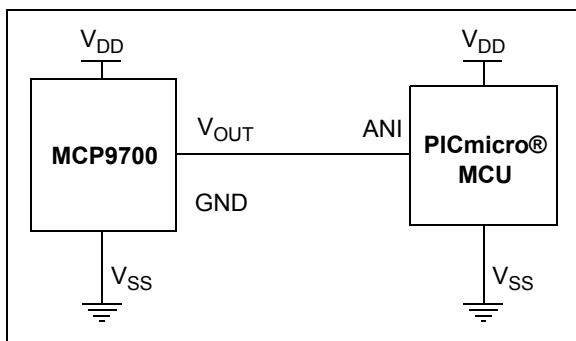 V_DD
V_DD
MCP9700
V_OUT
ANI
PICmicro®
MCU
GND
V_SS
V_SS